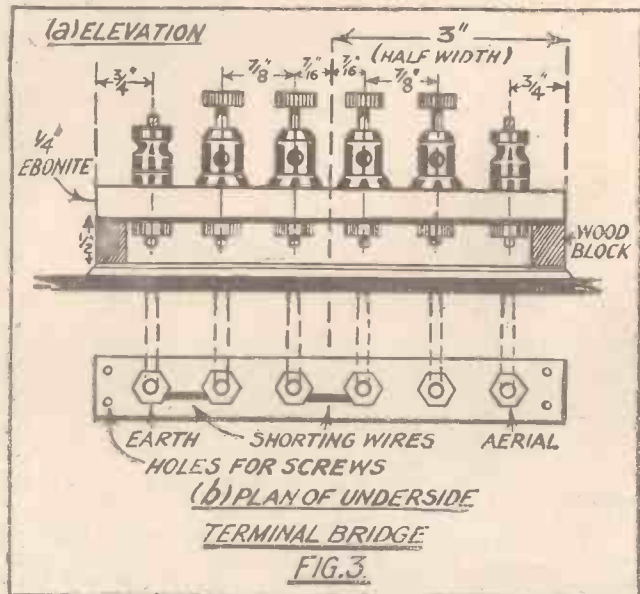 (a) ELEVATION
3"
(HALF WIDTH)
3/4"
7/8"
7/16"
7/16"
7/8"
3/4"
1/4"
EBONITE
1/2"
WOOD
BLOCK
EARTH
SHORTING WIRES
AERIAL
HOLES FOR SCREWS
(b) PLAN OF UNDERSIDE
TERMINAL BRIDGE
FIG.3.